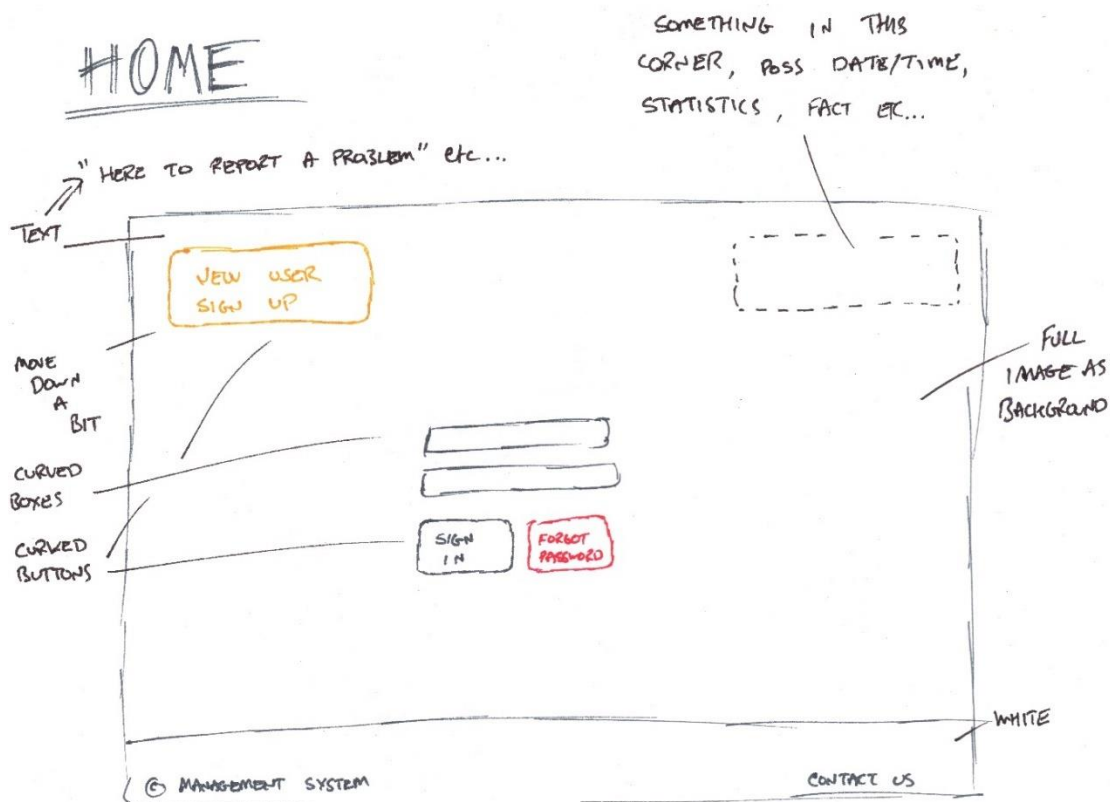 HOME
SOMETHING IN THIS
CORNER, POSS DATE/TIME,
STATISTICS, FACT ETC...
"HERE TO REPORT A PROBLEM" etc...
TEXT
NEW USER
SIGN UP
MOVE
DOWN
A
BIT
FULL
IMAGE AS
BACKGROUND
CURVED
BOXES
CURVED
BUTTONS
SIGN
IN
FORGOT
PASSWORD
WHITE
© MANAGEMENT SYSTEM
CONTACT US